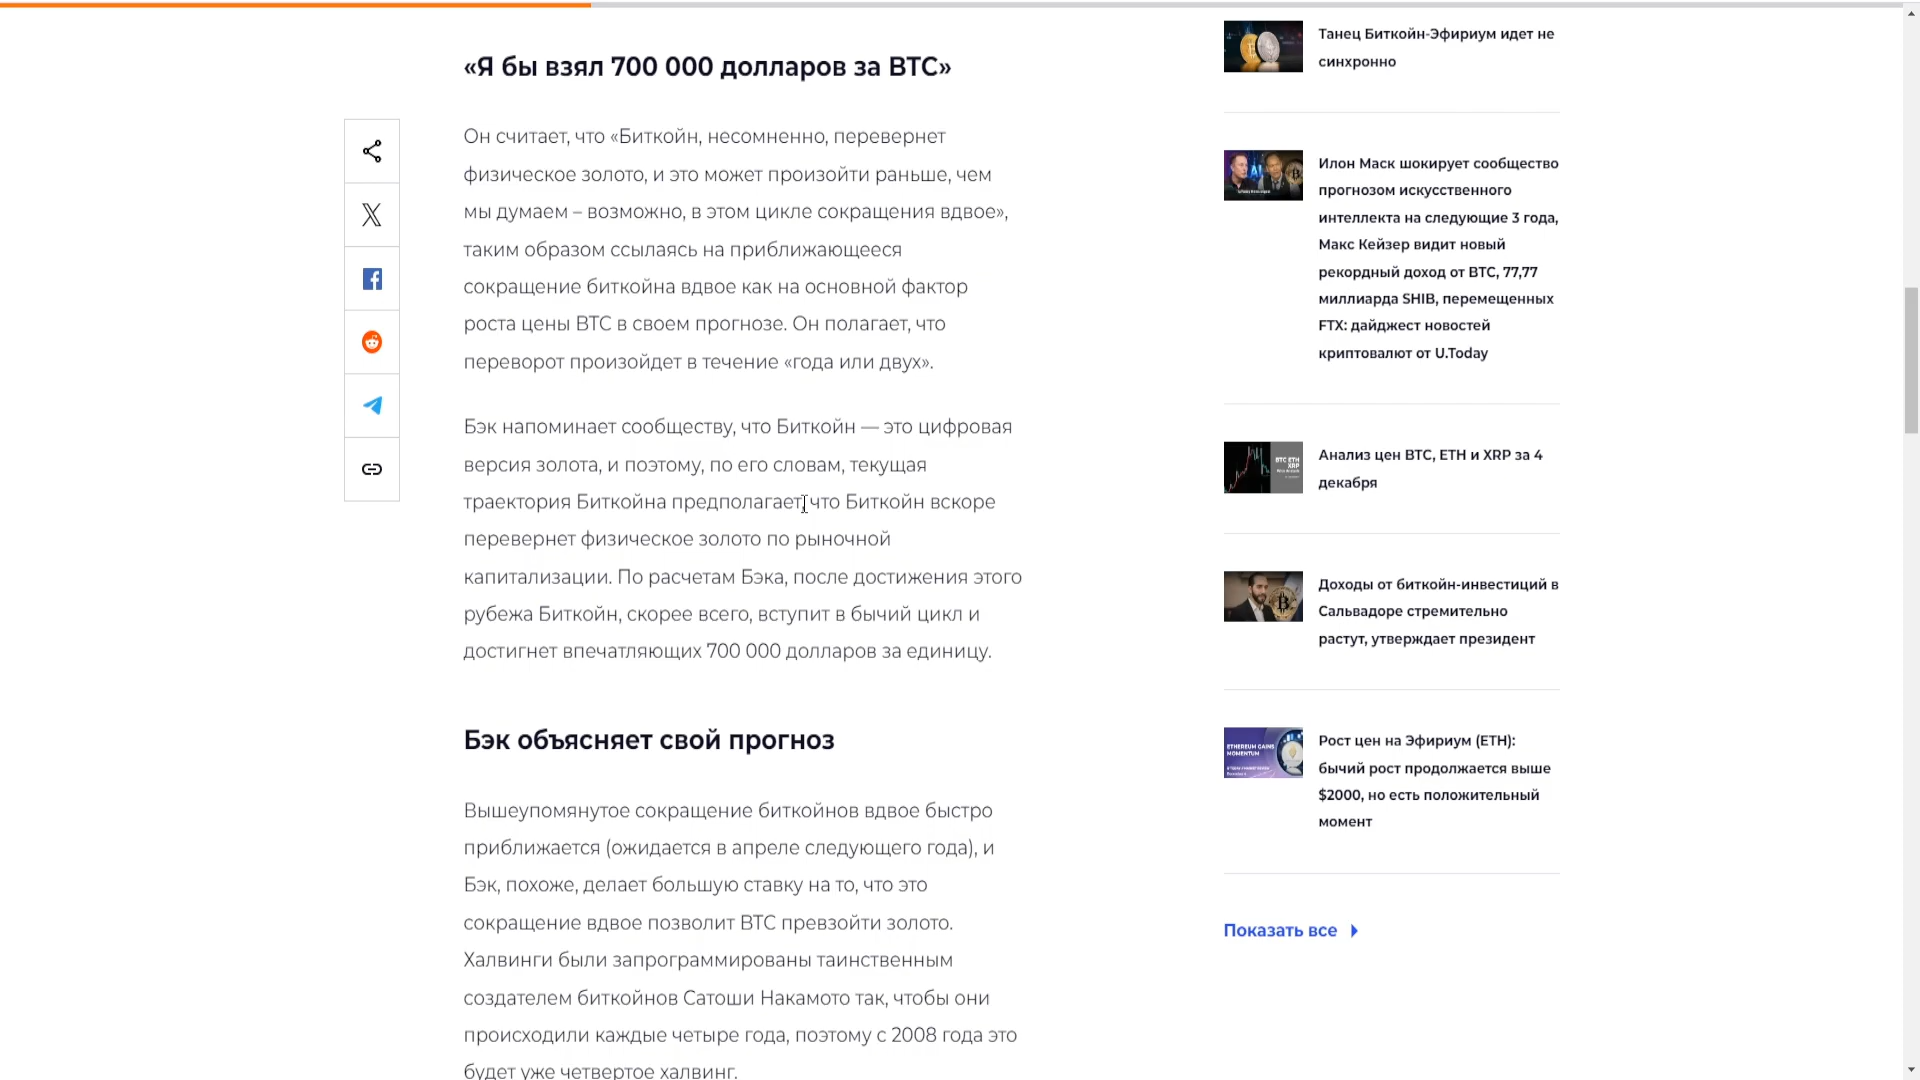 «Я бы взял 700 000 долларов за BTC»
Он считает, что «Биткойн, несомненно, перевернет
физическое золото, и это может произойти раньше, чем
мы думаем – возможно, в этом цикле сокращения вдвое»,
таким образом ссылаясь на приближающееся
сокращение биткойна вдвое как на основной фактор
роста цены BTC в своем прогнозе. Он полагает, что
переворот произойдет в течение «года или двух».
Бэк напоминает сообществу, что Биткойн — это цифровая
версия золота, и поэтому, по его словам, текущая
траектория Биткойна предполагает, что Биткойн вскоре
перевернет физическое золото по рыночной
капитализации. По расчетам Бэка, после достижения этого
рубежа Биткойн, скорее всего, вступит в бычий цикл и
достигнет впечатляющих 700 000 долларов за единицу.
Бэк объясняет свой прогноз
Вышеупомянутое сокращение биткойнов вдвое быстро
приближается (ожидается в апреле следующего года), и
Бэк, похоже, делает большую ставку на то, что это
сокращение вдвое позволит BTC превзойти золото.
Халвинги были запрограммированы таинственным
создателем биткойнов Сатоши Накамото так, чтобы они
происходили каждые четыре года, поэтому с 2008 года это
будет уже четвертое халвинг.
Танец Биткойн-Эфириум идет не
синхронно
Илон Маск шокирует сообщество
прогнозом искусственного
интеллекта на следующие 3 года,
Макс Кейзер видит новый
рекордный доход от BTC, 77,77
миллиарда SHIB, перемещенных
FTX: дайджест новостей
криптовалют от U.Today
BTC ETH
XRP
Анализ цен BTC, ETH и XRP за 4
декабря
Доходы от биткойн-инвестиций в
Сальвадоре стремительно
растут, утверждает президент
ETHEREUM GAINS
MOMENTUM
Рост цен на Эфириум (ETH):
бычий рост продолжается выше
$2000, но есть положительный
момент
Показать все